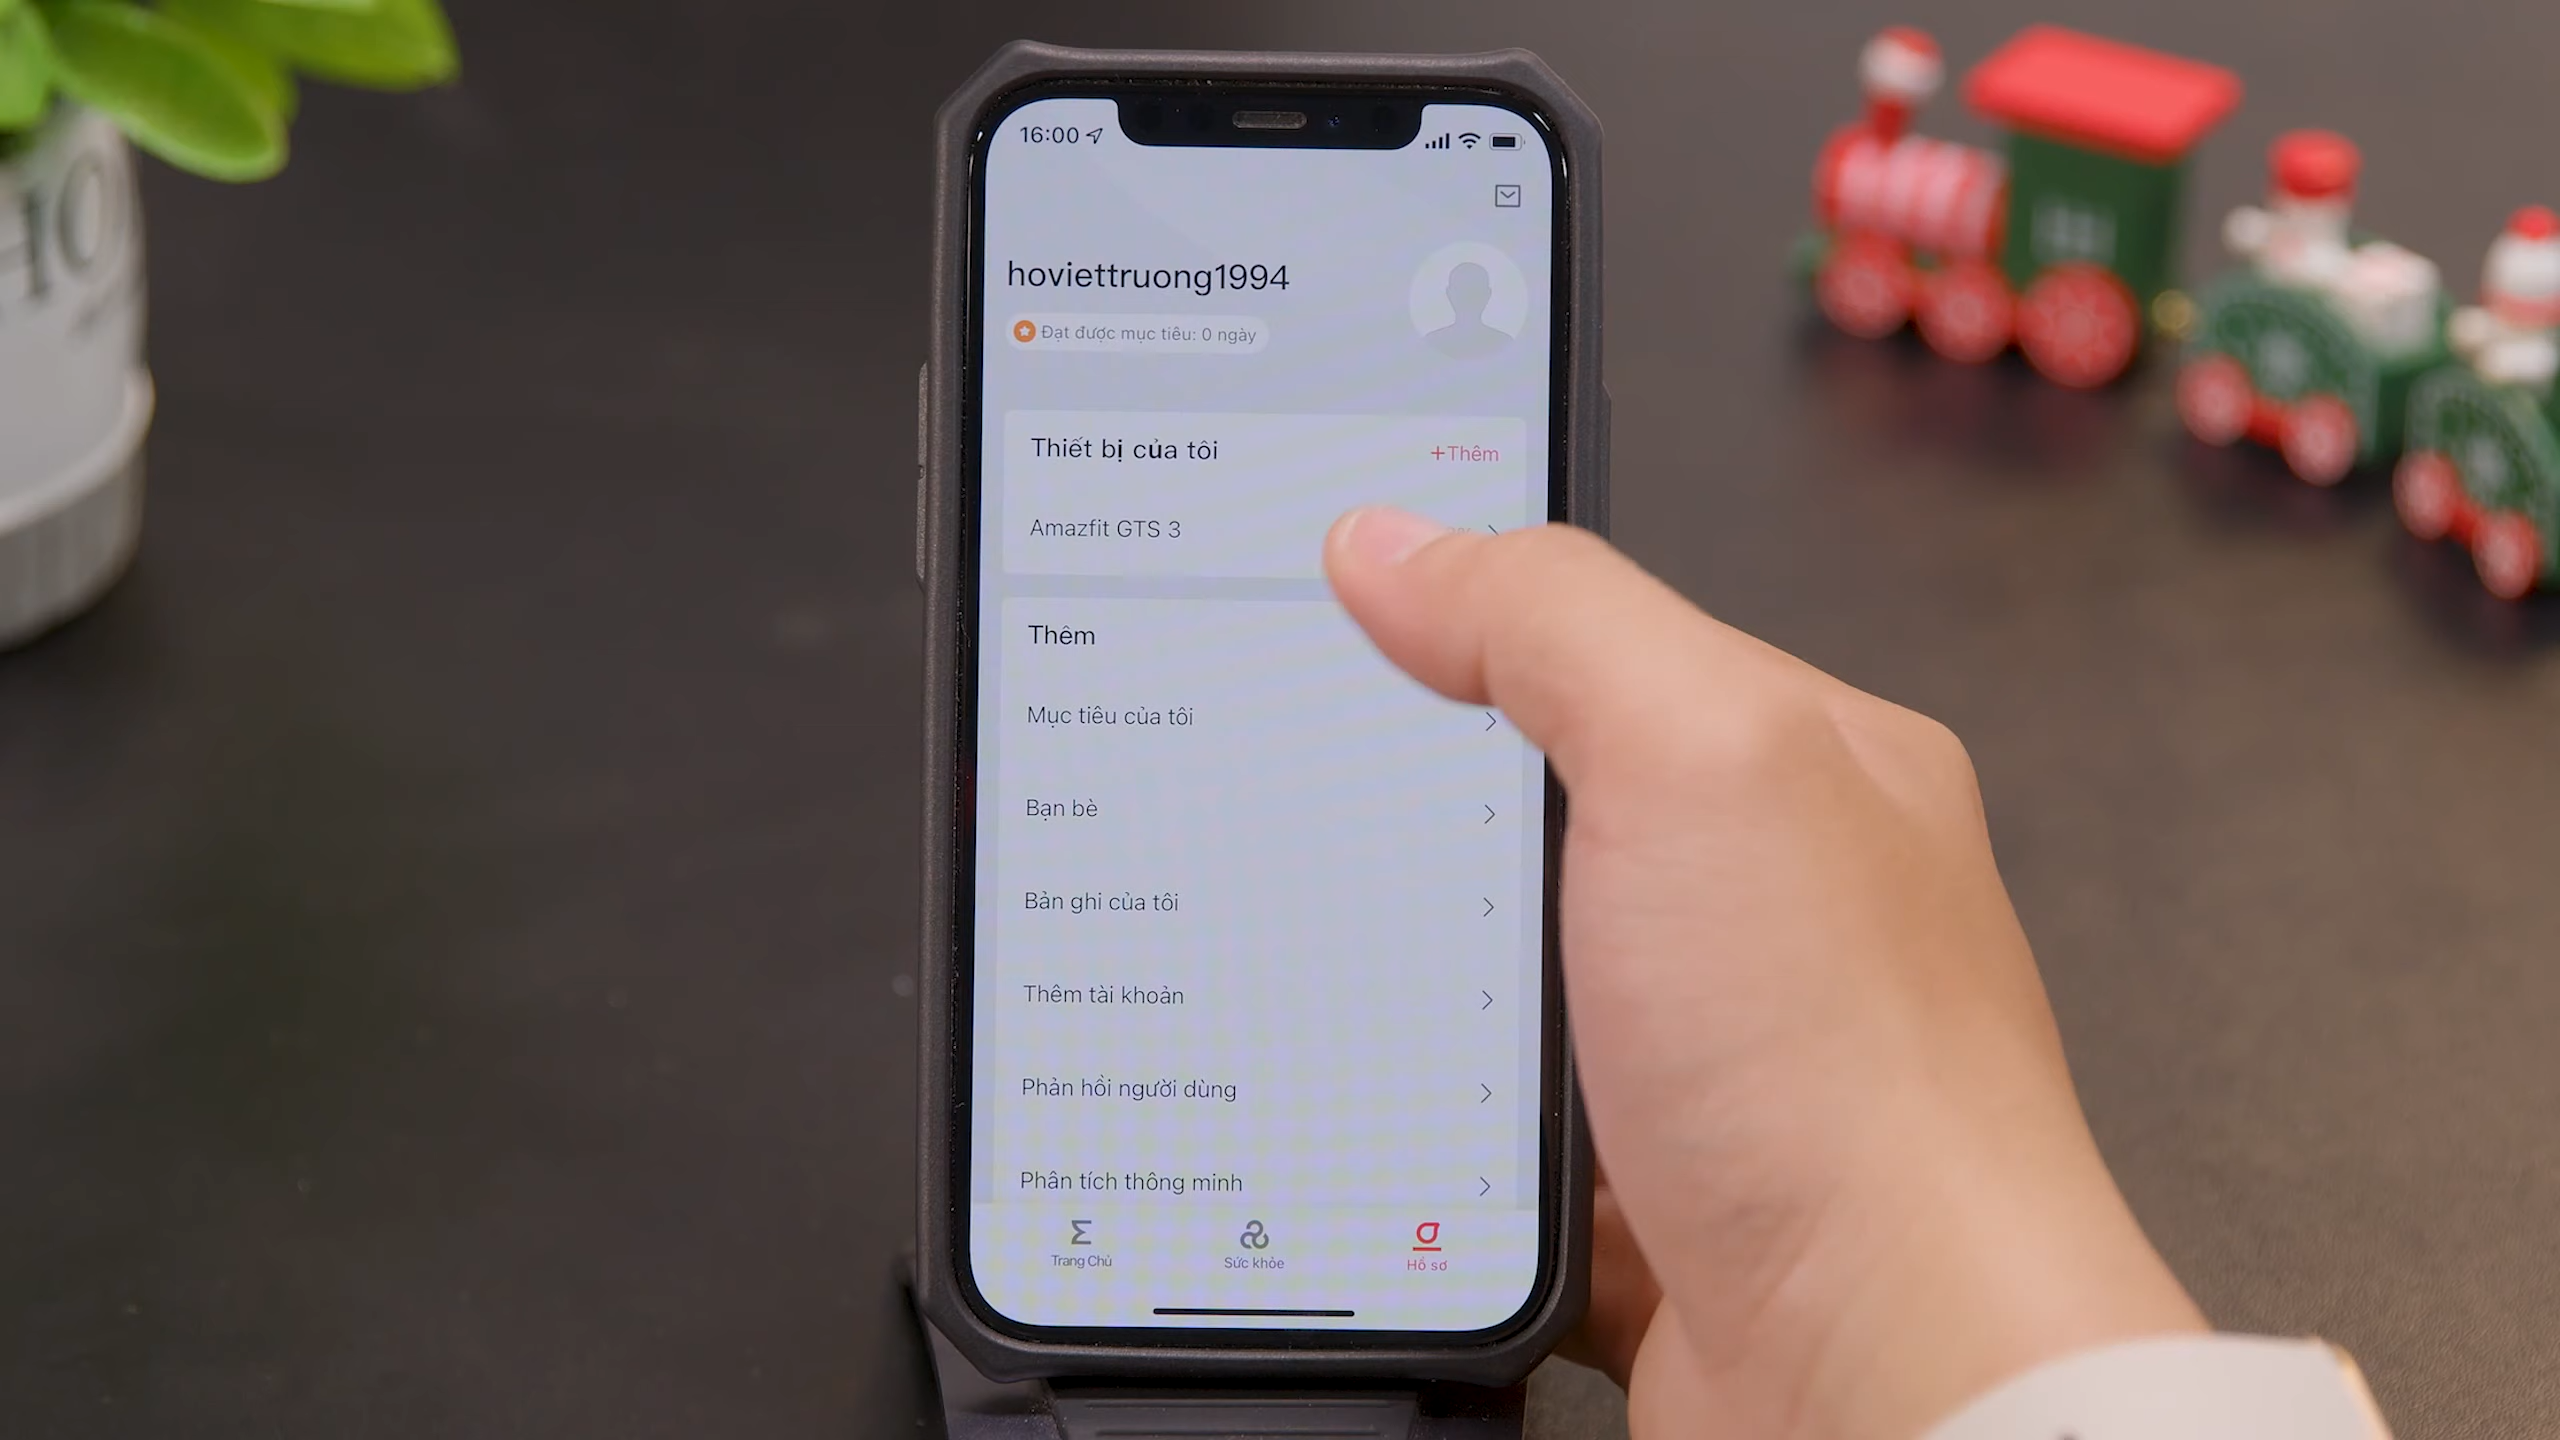 16:00
hoviettruong1994
Đạt được mục tiêu: 0 ngày
Thiết bị của tôi
+Thêm
Amazfit GTS 3
Thêm
Mục tiêu của tôi
Bạn bè
Bản ghi của tôi
Thêm tài khoản
Phản hồi người dùng
Phân tích thông minh
Trang Chủ
Sức khỏe
Hồ sơ